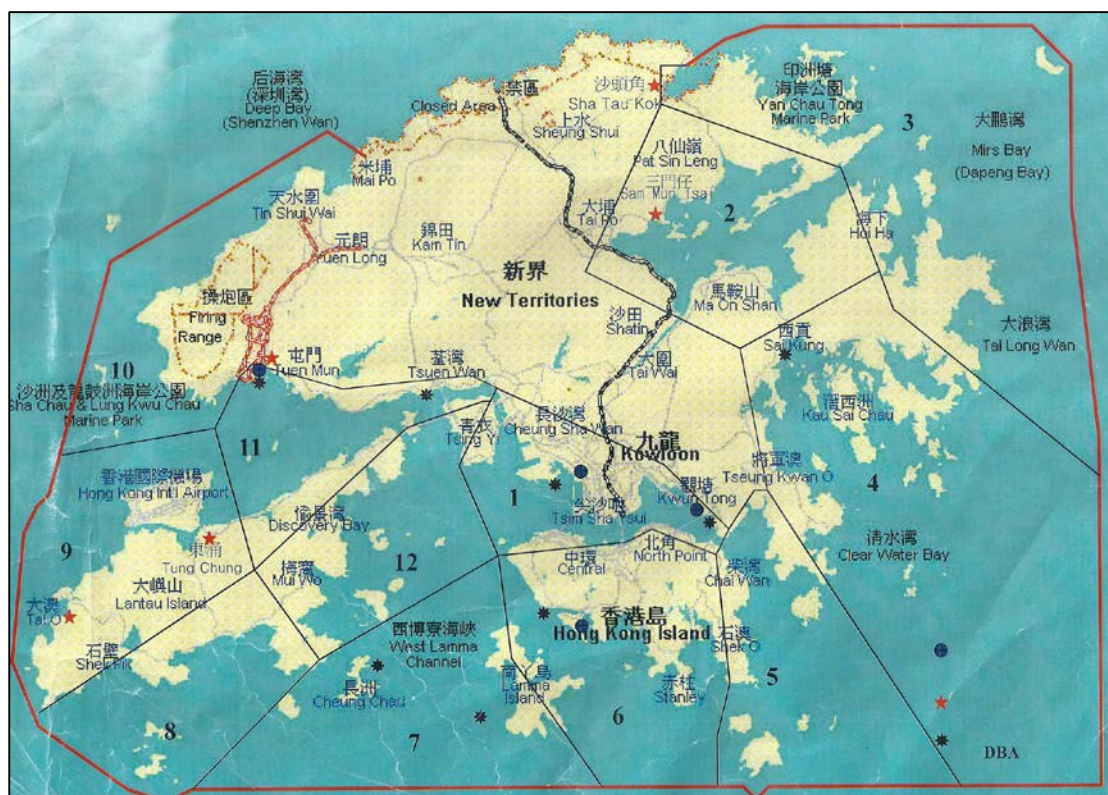 后海灣
(深圳灣)
Deep Bay
(Shenzhen Wan)
禁區
Closed Area
沙頭角
Sha Tau Kok
上水
Sheung Shui
印洲塘
海岸公園
Yan Chau Tong
Marine Park
3
大鵬灣
Mirs Bay
(Dapeng Bay)
米埔
Mai Po
八仙嶺
Pat Sin Leng
三門仔
Sam Mun Tsai
天水圍
Tin Shui Wai
元朗
Yuen Long
錦田
Kam Tin
大埔
Tai Po
2
海下
Hoi Ha
新界
New Territories
馬鞍山
Ma On Shan
操炮區
Firing
Range
沙田
Shatin
西貢
Sai Kung
大浪灣
Tai Long Wan
屯門
Tuen Mun
荃灣
Tsuen Wan
大圍
Tai Wai
10
沙洲及龍鼓洲海岸公園
Sha Chau & Lung Kwu Chau
Marine Park
滘西洲
Kau Sai Chau
青衣
Tsing Yi
長沙灣
Cheung Sha Wan
11
九龍
Kowloon
將軍澳
Tseung Kwan O
4
香港國際機場
Hong Kong Int'l Airport
愉景灣
Discovery Bay
1
尖沙咀
Tsim Sha Tsui
觀塘
Kwun Tong
清水灣
Clear Water Bay
9
東涌
Tung Chung
12
梅窩
Mui Wo
中環
Central
北角
North Point
柴灣
Chai Wan
大嶼山
Lantau Island
大澳
Tai O
香港島
Hong Kong Island
石壁
Shek Pik
西博寮海峽
West Lamma
Channel
石澳
Shek O
長洲
Cheung Chau
南丫島
Lamma
Island
赤柱
Stanley
5
8
7
6
DBA